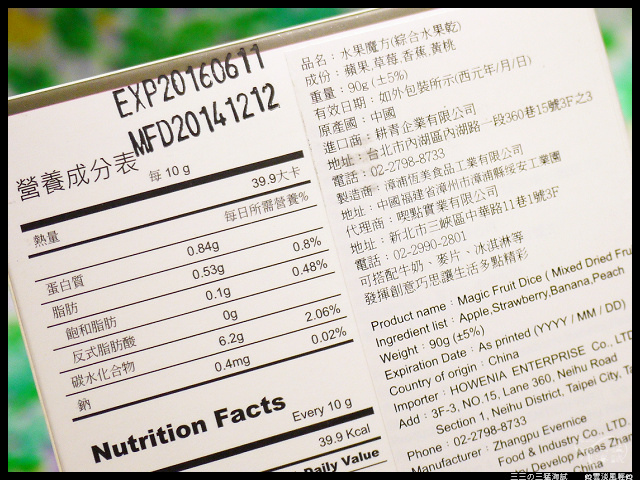 EXP20160611
MFD20141212
營養成分表 每 10 g
熱量 39.9大卡
每日所需營養%
蛋白質 0.84g 0.8%
脂肪 0.53g 0.48%
飽和脂肪 0.1g
反式脂肪酸 0g
碳水化合物 6.2g 2.06%
鈉 0.4mg 0.02%
Nutrition Facts Every 10 g
39.9 Kcal
Daily Value
品名：水果魔方(綜合水果乾)
成份：蘋果,草莓,香蕉,黃桃
重量：90g (±5%)
有效日期：如外包裝所示(西元年/月/日)
原產國：中國
進口商：耕青企業有限公司
地址：台北市內湖區內湖路一段360巷15號3F之3
電話：02-2798-8733
製造商：漳浦恆美食品工業有限公司
地址：中國福建省漳州市漳浦縣綏安工業園
代理商：喫點實業有限公司
地址：新北市三峽區中華路11巷1號3F
電話：02-2990-2801
可搭配牛奶、麥片、冰淇淋等
發揮創意巧思讓生活多點精彩
Product name：Magic Fruit Dice ( Mixed Dried Fru
Ingredient list：Apple,Strawberry,Banana,Peach
Weight：90g (±5%)
Expiration Date：As printed (YYYY / MM / DD)
Country of origin：China
Importer：HOWENIA ENTERPRISE Co., LTD
Add：3F-3, NO.15, Lane 360, Neihu Road
Section 1, Neihu District, Taipei City, Ta
Phone：02-2798-8733
Manufacturer：Zhangpu Evernice
Food & Industry Co., LTD.
Develop Areas Zhan